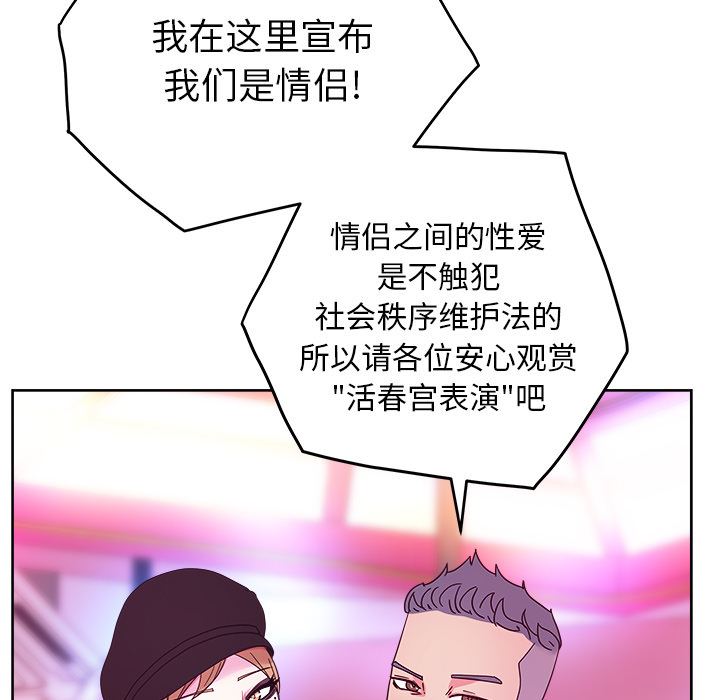 我在这里宣布
我们是情侣!
情侣之间的性爱
是不触犯
社会秩序维护法的
所以请各位安心观赏
"活春宫表演"吧